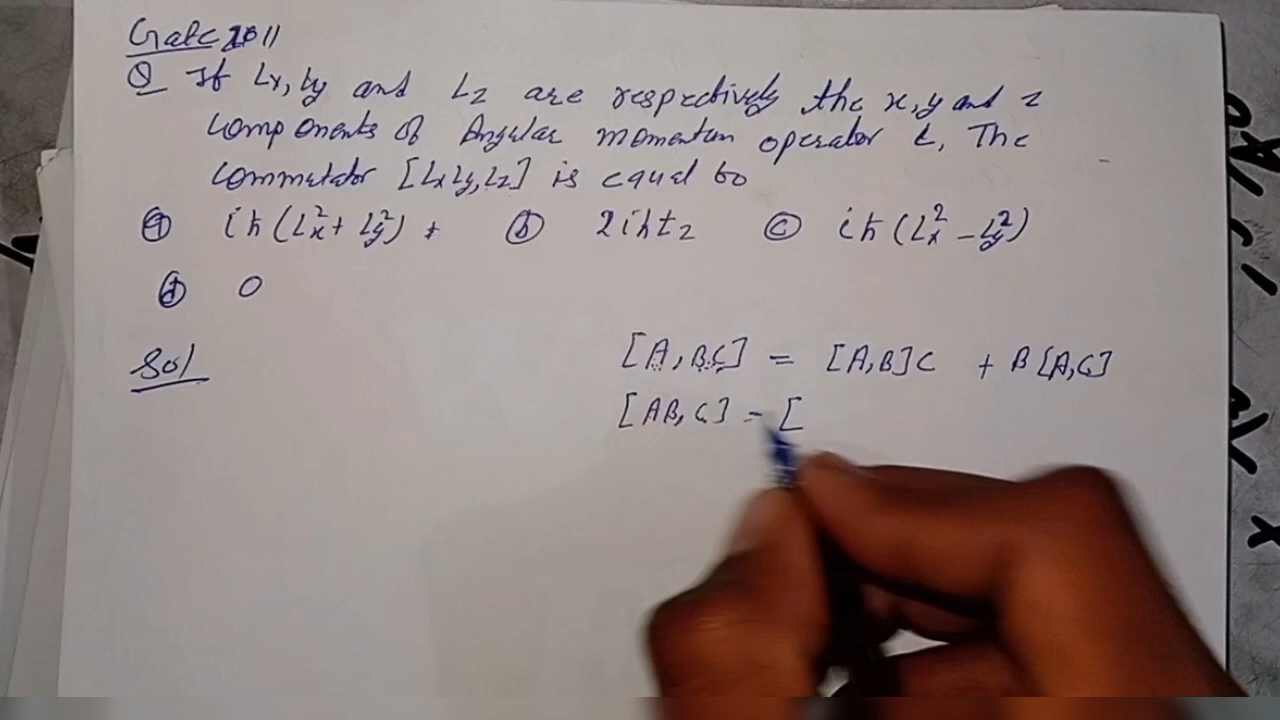 Gate 2011
Q If Lx, Ly and Lz are respectively the x, y and z
components of Angular momentum operator L, The
commutator [LxLy, Lz] is equal to
ⓐ iħ(Lx² + Ly²) ⓑ 2iħLz ⓒ iħ(Lx² - Ly²)
ⓓ 0
Sol
[A, BC] = [A, B]C + B[A, C]
[AB, C] = [